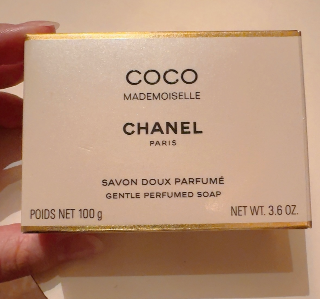 COCO
MADEMOISELLE
CHANEL
PARIS
SAVON DOUX PARFUMÉ
GENTLE PERFUMED SOAP
POIDS NET 100 g NET WT. 3.6 OZ.